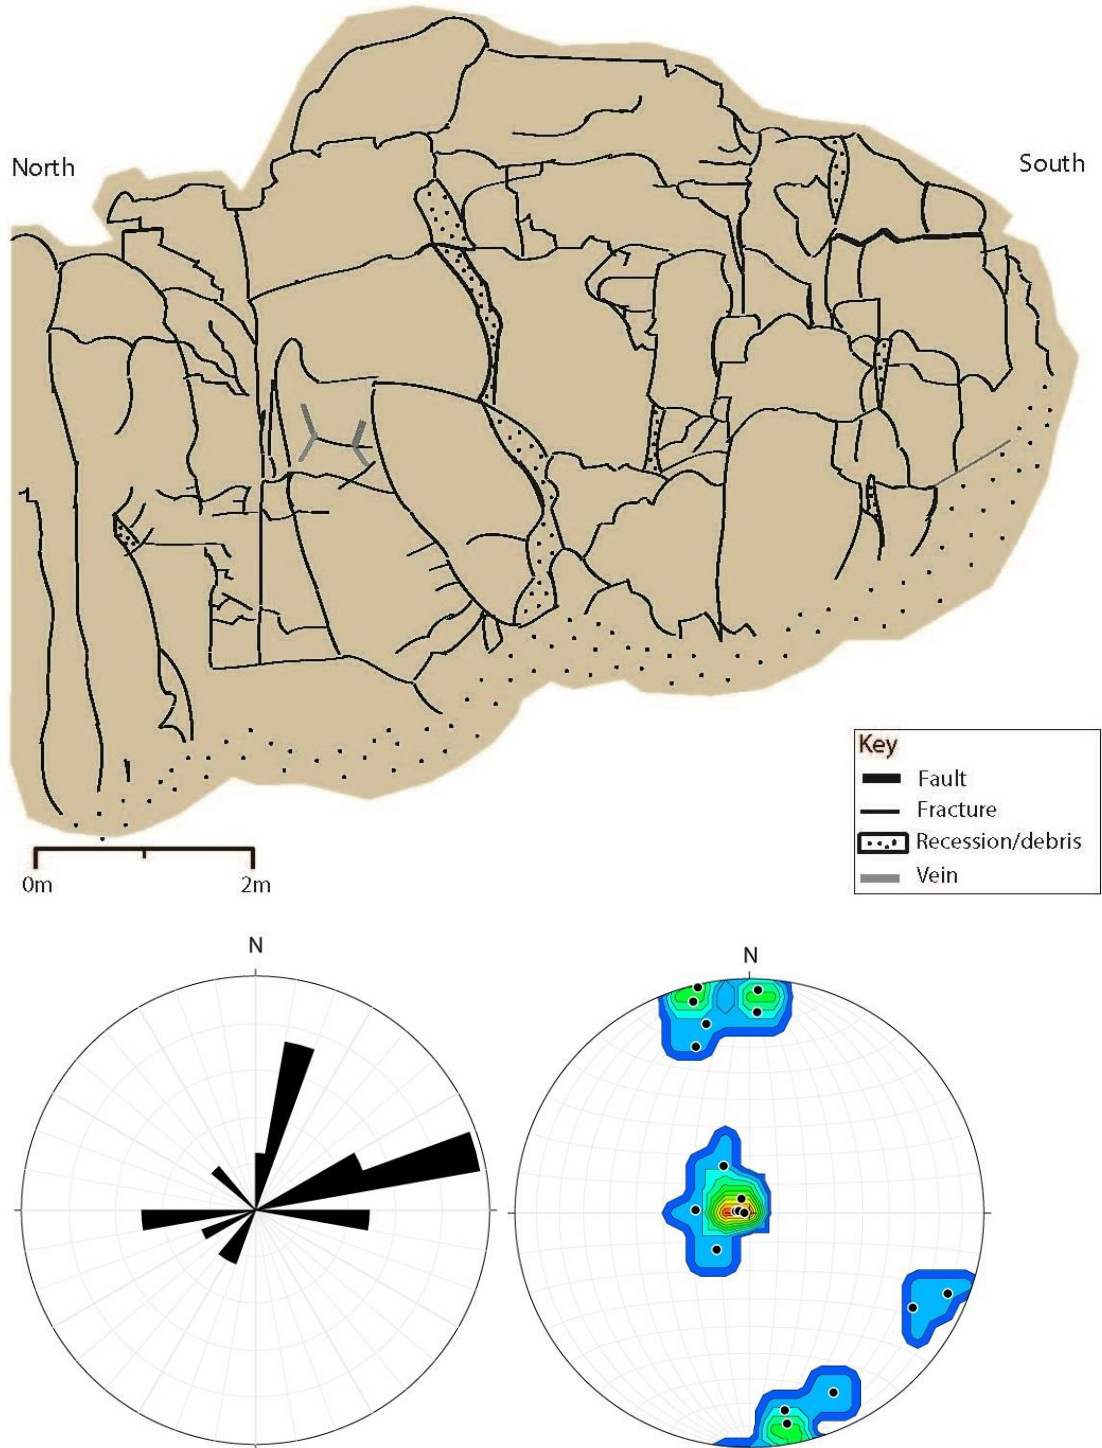 North
South
Key
Fault
Fracture
Recession/debris
Vein
0m 2m
N
N